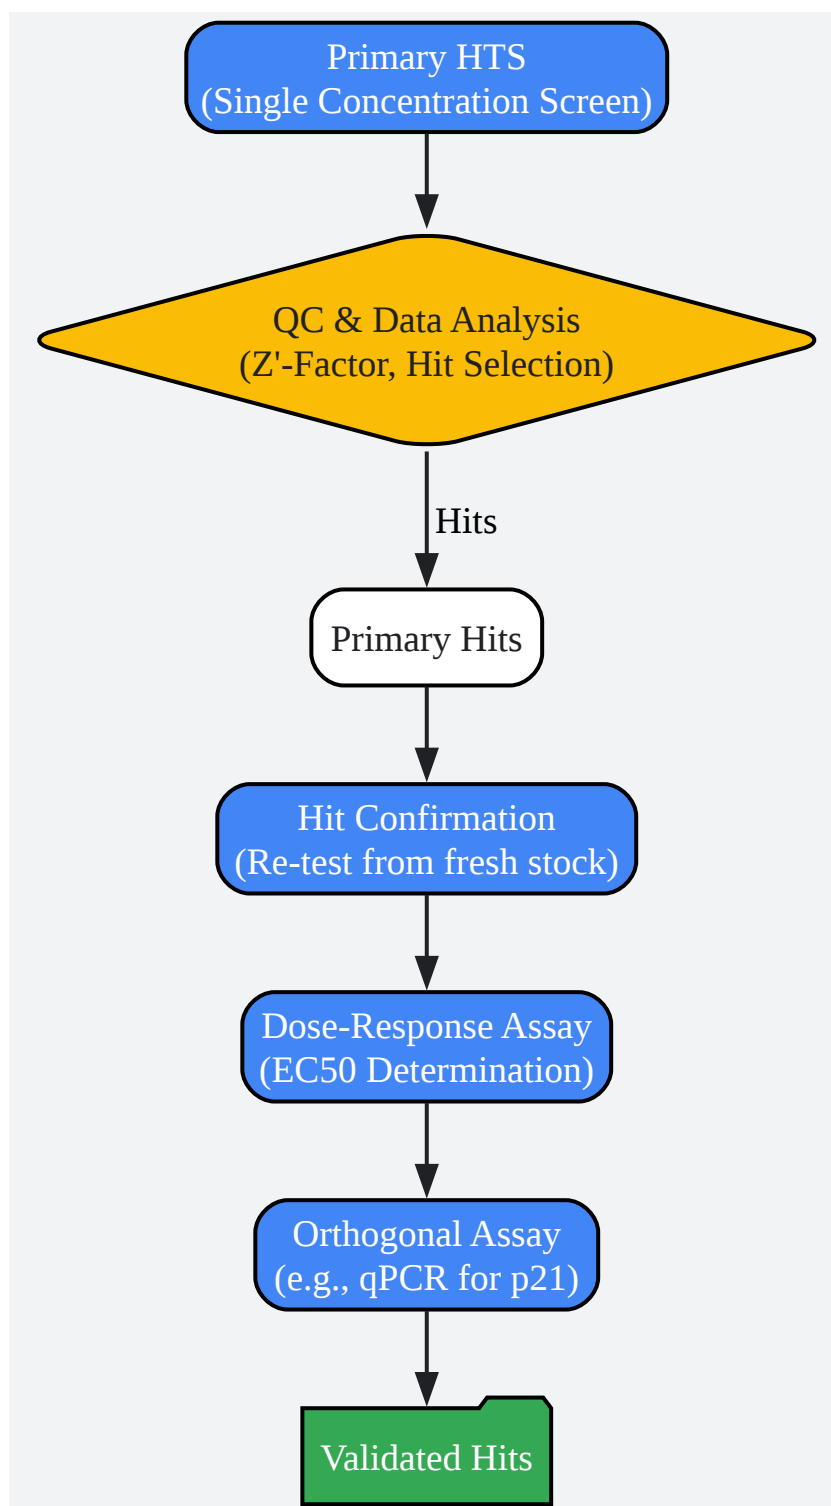 Primary HTS
(Single Concentration Screen)
QC & Data Analysis
(Z'-Factor, Hit Selection)
Hits
Primary Hits
Hit Confirmation
(Re-test from fresh stock)
Dose-Response Assay
(EC50 Determination)
Orthogonal Assay
(e.g., qPCR for p21)
Validated Hits